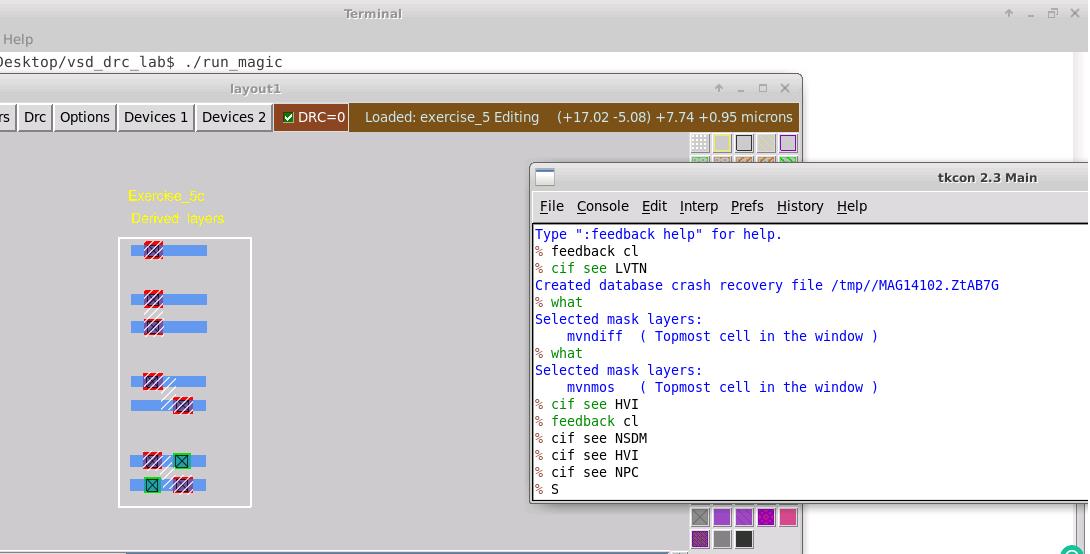 Terminal
Help
Desktop/vsd_drc_lab$ ./run_magic
layout1
rs Drc Options Devices 1 Devices 2 DRC=0 Loaded: exercise_5 Editing (+17.02 -5.08) +7.74 +0.95 microns
Exercise_5c
Derived layers
tkcon 2.3 Main
File Console Edit Interp Prefs History Help
Type ":feedback help" for help.
% feedback cl
% cif see LVTN
Created database crash recovery file /tmp//MAG14102.ZtAB7G
% what
Selected mask layers:
mvndiff ( Topmost cell in the window )
% what
Selected mask layers:
mvnmos ( Topmost cell in the window )
% cif see HVI
% feedback cl
% cif see NSDM
% cif see HVI
% cif see NPC
% S